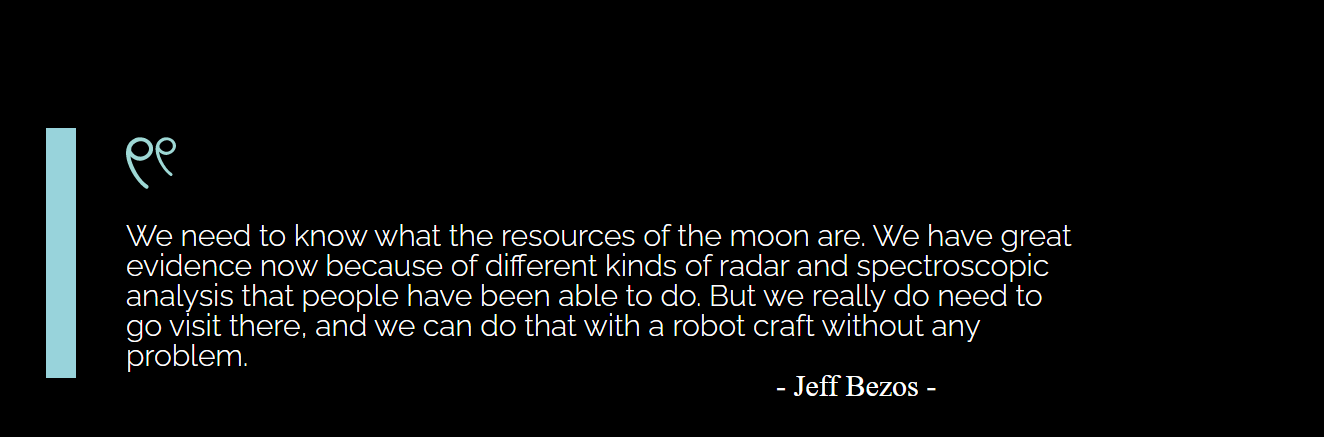 We need to know what the resources of the moon are. We have great
evidence now because of different kinds of radar and spectroscopic
analysis that people have been able to do. But we really do need to
go visit there, and we can do that with a robot craft without any
problem.
- Jeff Bezos -